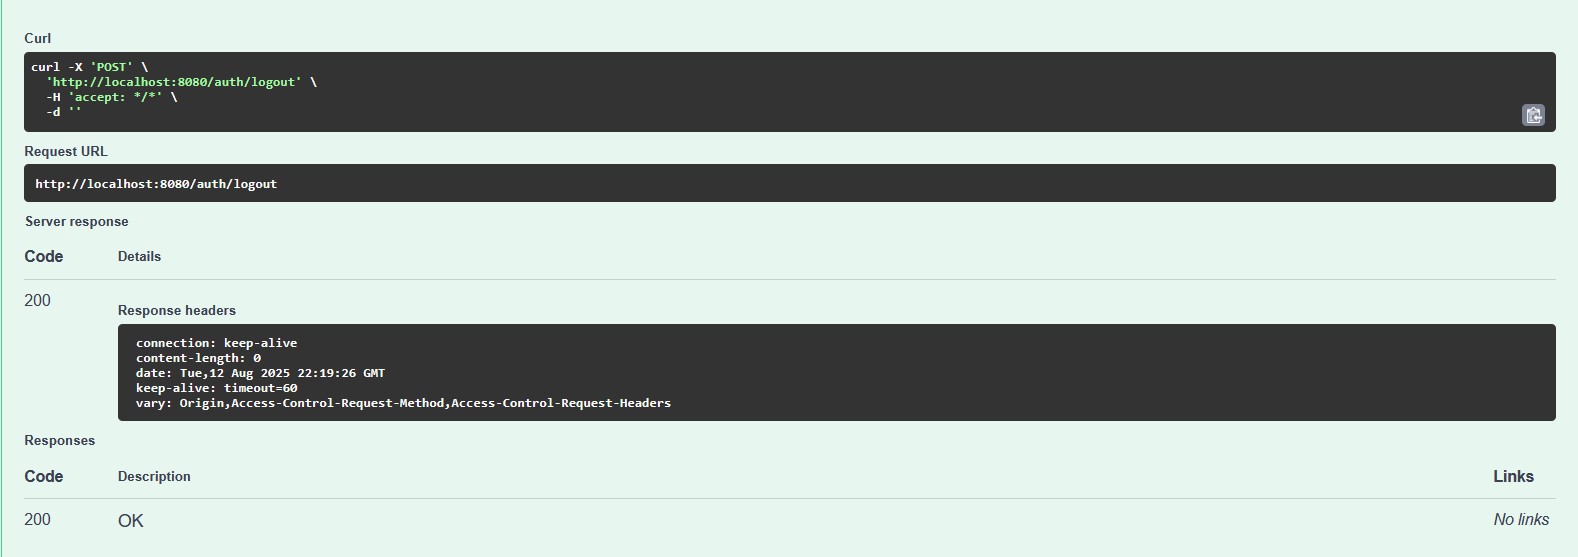 Curl
curl -X 'POST' \
'http://localhost:8080/auth/logout' \
-H 'accept: */*' \
-d ''
Request URL
http://localhost:8080/auth/logout
Server response
Code Details
200
Response headers
connection: keep-alive
content-length: 0
date: Tue,12 Aug 2025 22:19:26 GMT
keep-alive: timeout=60
vary: Origin,Access-Control-Request-Method,Access-Control-Request-Headers
Responses
Code Description Links
200 OK No links